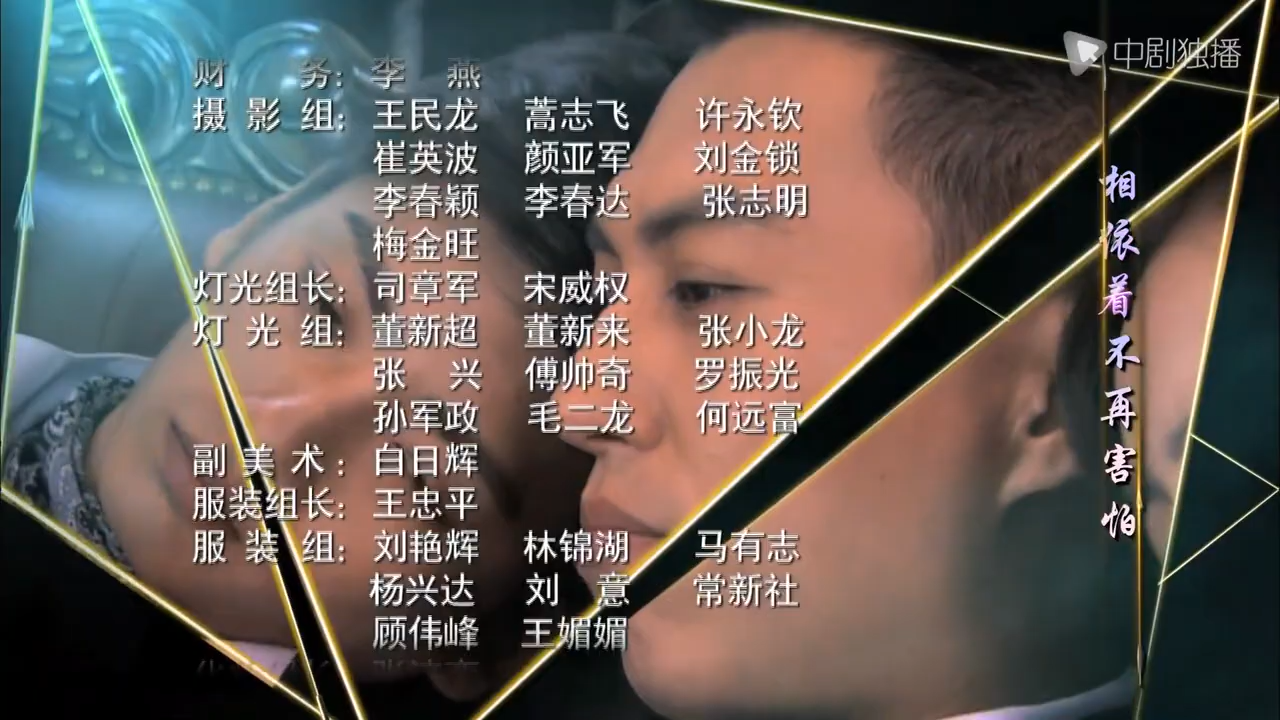 中剧独播
财 务: 李 燕
摄 影 组: 王民龙 蒿志飞 许永钦
崔英波 颜亚军 刘金锁
李春颖 李春达 张志明
梅金旺
灯光组长: 司章军 宋威权
灯 光 组: 董新超 董新来 张小龙
张 兴 傅帅奇 罗振光
孙军政 毛二龙 何远富
副 美 术: 白日辉
服装组长: 王忠平
服 装 组: 刘艳辉 林锦湖 马有志
杨兴达 刘 意 常新社
顾伟峰 王媚媚
相依着不再害怕